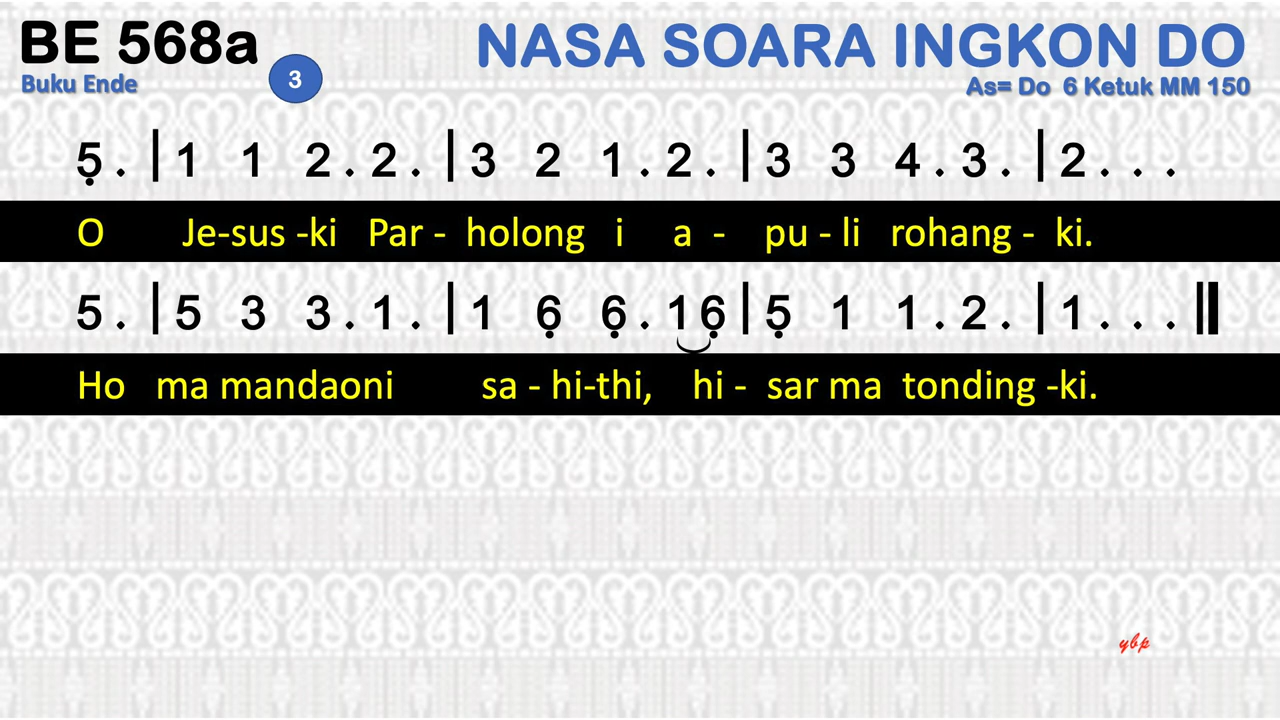 BE 568a
NASA SOARA INGKON DO
Buku Ende
3
As= Do 6 Ketuk MM 150
5̣ . | 1 1 2 . 2 . | 3 2 1 . 2 . | 3 3 4 . 3 . | 2 . . .
O Je-sus -ki Par - holong i a - pu - li rohang - ki.
5 . | 5 3 3 . 1 . | 1 6̣ 6̣ . 1 6̣ | 5̣ 1 1 . 2 . | 1 . . . ||
Ho ma mandaoni sa - hi-thi, hi - sar ma tonding -ki.
ybp